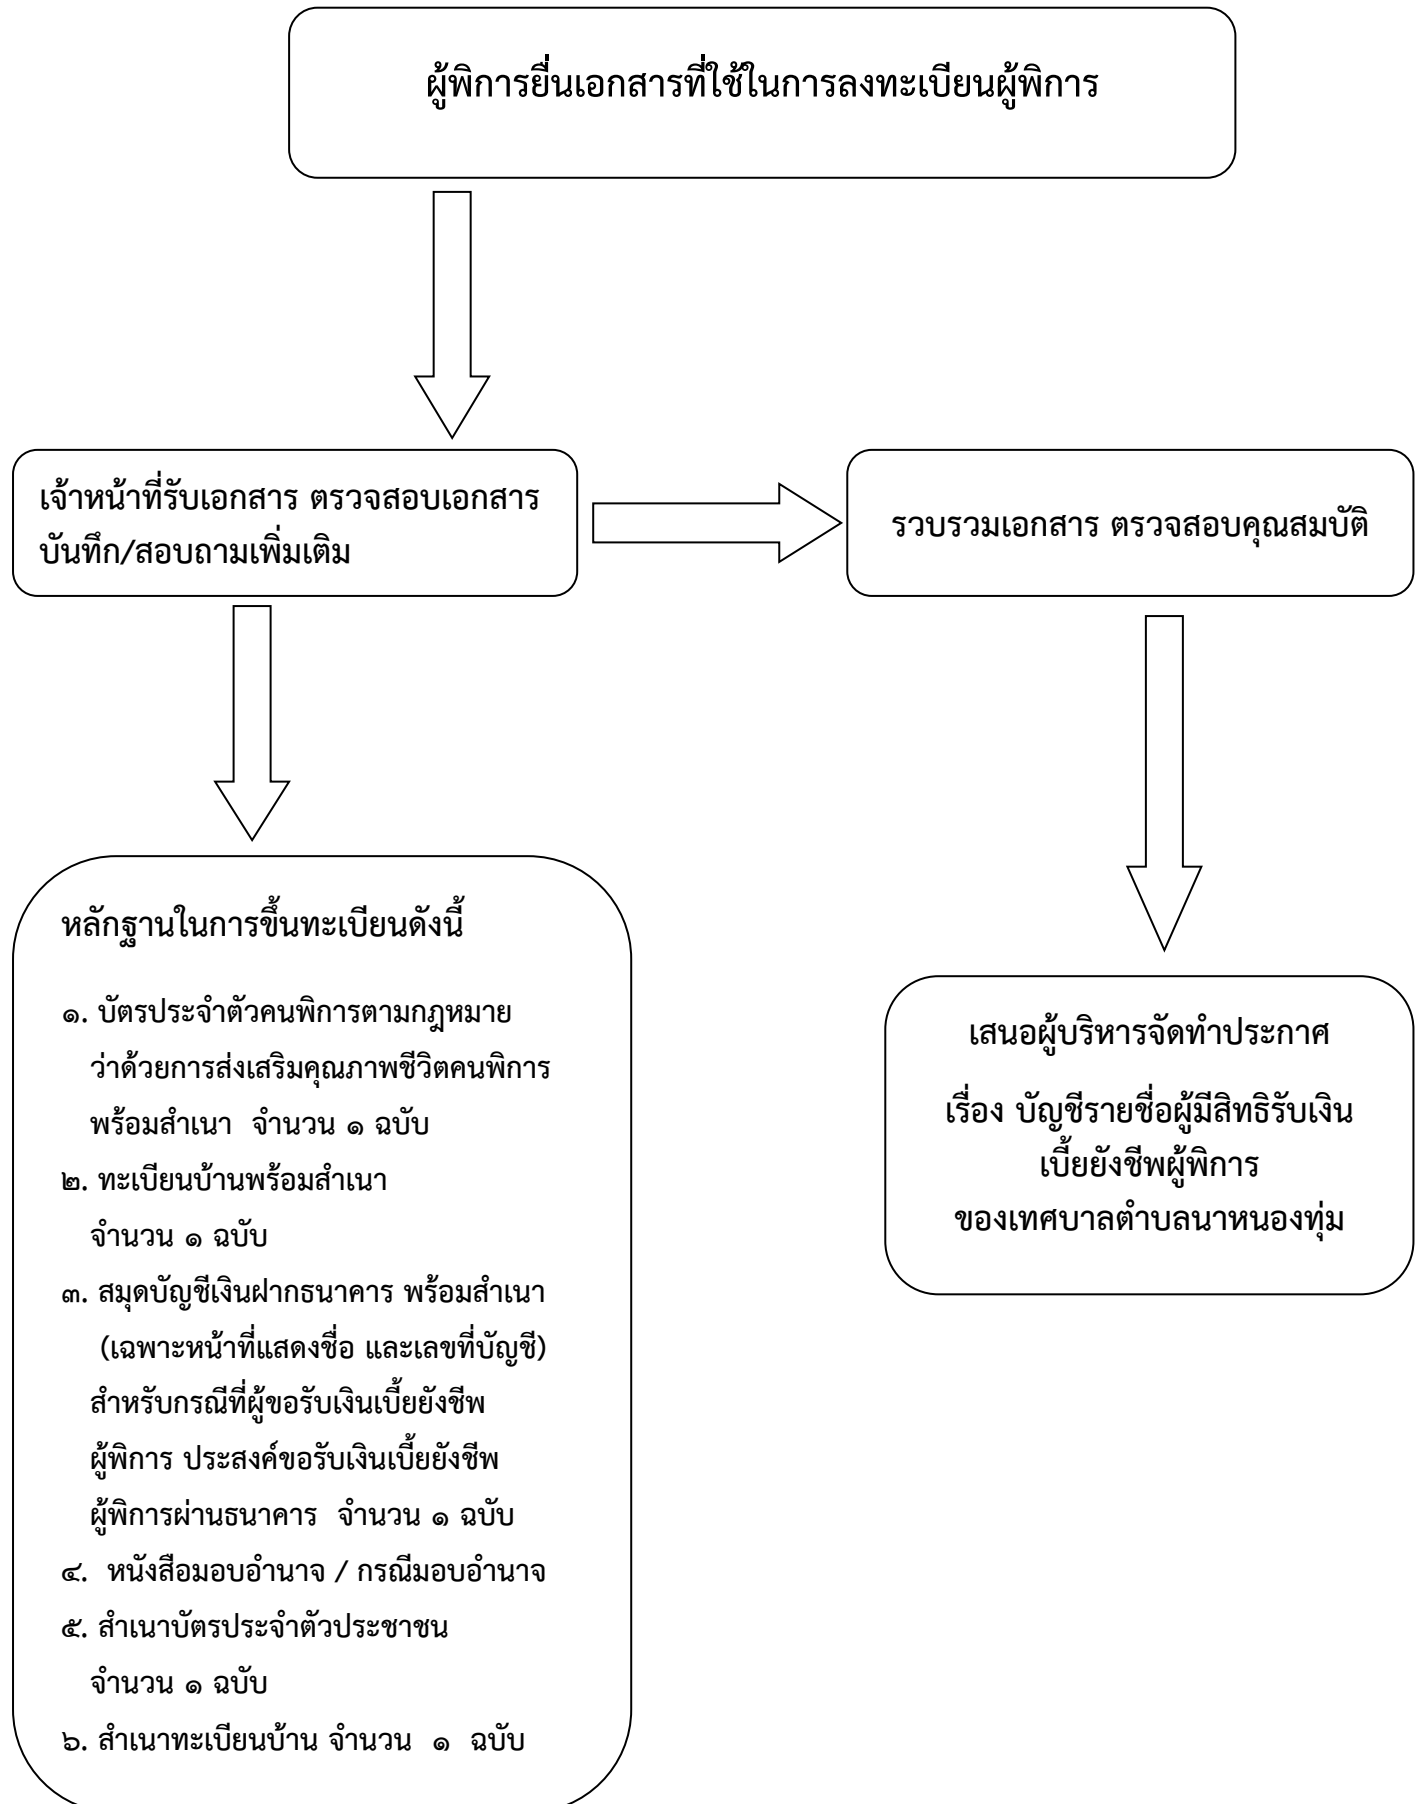 ผู้พิการยื่นเอกสารที่ใช้ในการลงทะเบียนผู้พิการ
เจ้าหน้าที่รับเอกสาร ตรวจสอบเอกสาร
บันทึก/สอบถามเพิ่มเติม
รวบรวมเอกสาร ตรวจสอบคุณสมบัติ
หลักฐานในการขึ้นทะเบียนดังนี้
๑. บัตรประจำตัวคนพิการตามกฎหมาย
ว่าด้วยการส่งเสริมคุณภาพชีวิตคนพิการ
พร้อมสำเนา จำนวน ๑ ฉบับ
๒. ทะเบียนบ้านพร้อมสำเนา
จำนวน ๑ ฉบับ
๓. สมุดบัญชีเงินฝากธนาคาร พร้อมสำเนา
(เฉพาะหน้าที่แสดงชื่อ และเลขที่บัญชี)
สำหรับกรณีที่ผู้ขอรับเงินเบี้ยยังชีพ
ผู้พิการ ประสงค์ขอรับเงินเบี้ยยังชีพ
ผู้พิการผ่านธนาคาร จำนวน ๑ ฉบับ
๔. หนังสือมอบอำนาจ / กรณีมอบอำนาจ
๕. สำเนาบัตรประจำตัวประชาชน
จำนวน ๑ ฉบับ
๖. สำเนาทะเบียนบ้าน จำนวน ๑ ฉบับ
เสนอผู้บริหารจัดทำประกาศ
เรื่อง บัญชีรายชื่อผู้มีสิทธิรับเงิน
เบี้ยยังชีพผู้พิการ
ของเทศบาลตำบลนาหนองทุ่ม